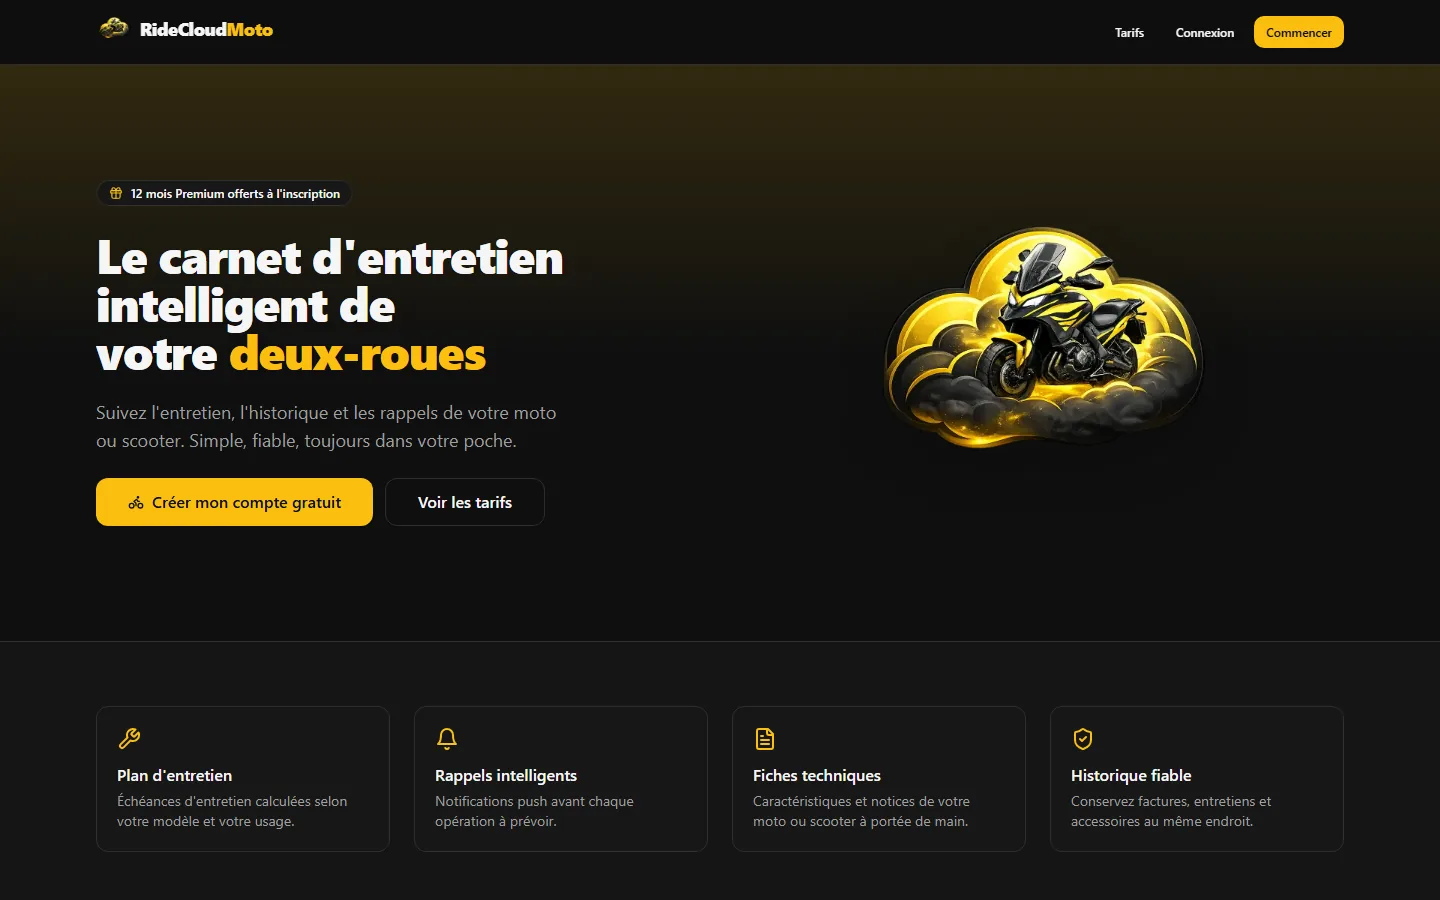 RideCloudMoto
Tarifs
Connexion
Commencer
12 mois Premium offerts à l'inscription
Le carnet d'entretien
intelligent de
votre deux-roues
Suivez l'entretien, l'historique et les rappels de votre moto
ou scooter. Simple, fiable, toujours dans votre poche.
Créer mon compte gratuit
Voir les tarifs
Plan d'entretien
Échéances d'entretien calculées selon
votre modèle et votre usage.
Rappels intelligents
Notifications push avant chaque
opération à prévoir.
Fiches techniques
Caractéristiques et notices de votre
moto ou scooter à portée de main.
Historique fiable
Conservez factures, entretiens et
accessoires au même endroit.